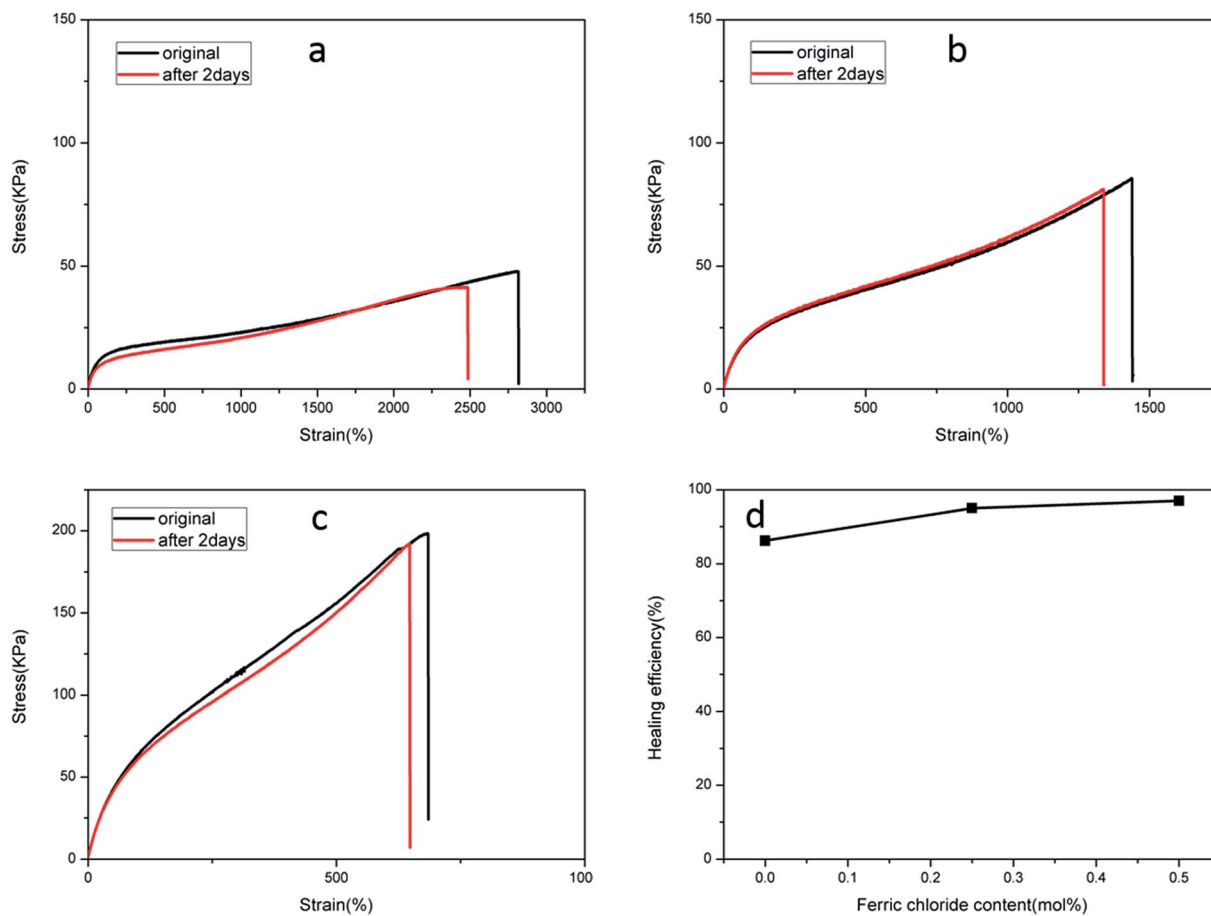 a
original
after 2days
150
100
50
0
Stress(KPa)
0 500 1000 1500 2000 2500 3000
Strain(%)
b
original
after 2days
150
100
50
0
Stress(KPa)
0 500 1000 1500
Strain(%)
c
original
after 2days
200
150
100
50
0
Stress(KPa)
0 500 100
Strain(%)
d
100
80
60
40
20
0
Healing efficiency(%)
0.0 0.1 0.2 0.3 0.4 0.5
Ferric chloride content(mol%)